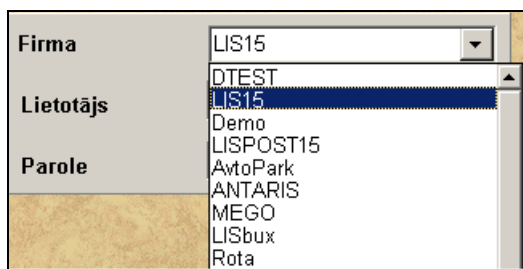 Firma LIS15
DTEST
Lietotājs LIS15
Demo
LISPOST15
Parole AvtoPark
ANTARIS
MEGO
LISbux
Rota